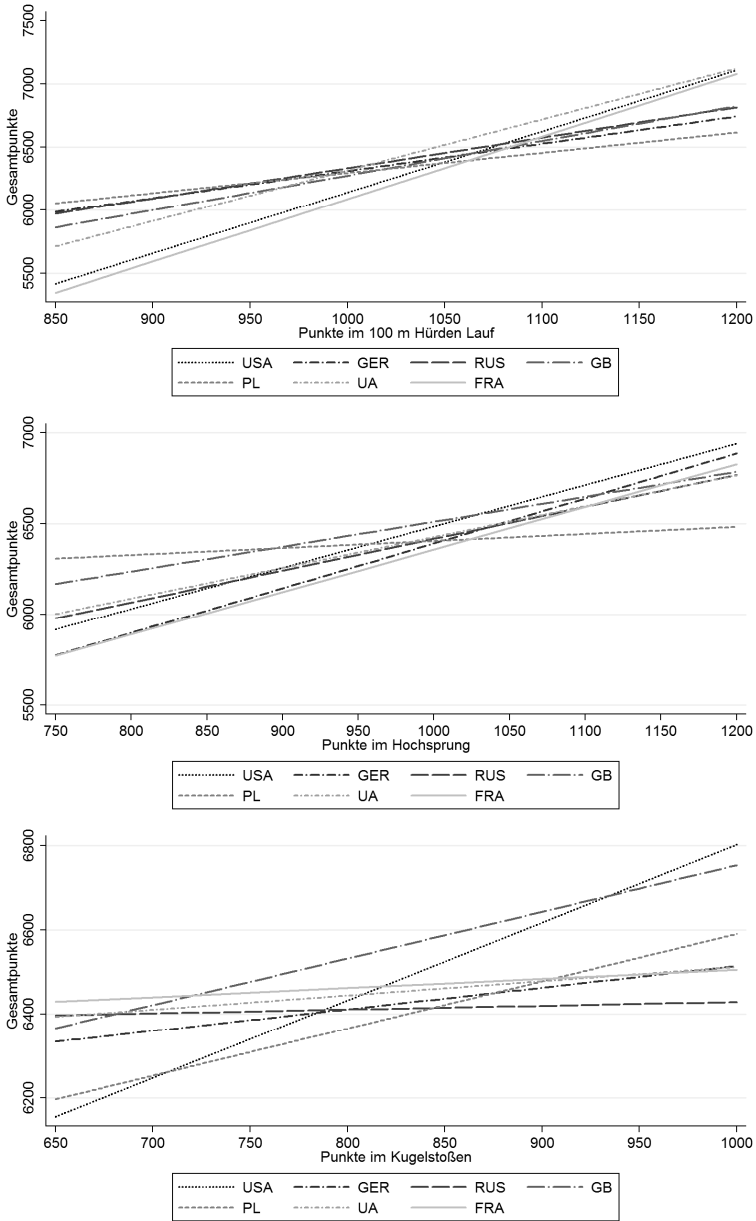 7500
7000
6500
6000
5500
Gesamtpunkte
850 900 950 1000 1050 1100 1150 1200
Punkte im 100 m Hürden Lauf
USA GER RUS GB
PL UA FRA
7000
6500
6000
5500
Gesamtpunkte
750 800 850 900 950 1000 1050 1100 1150 1200
Punkte im Hochsprung
USA GER RUS GB
PL UA FRA
6800
6600
6400
6200
Gesamtpunkte
650 700 750 800 850 900 950 1000
Punkte im Kugelstoßen
USA GER RUS GB
PL UA FRA